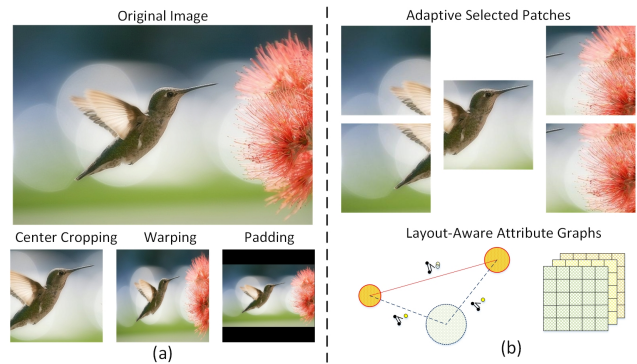 Original Image
Center Cropping
Warping
Padding
(a)
Adaptive Selected Patches
Layout-Aware Attribute Graphs
(b)